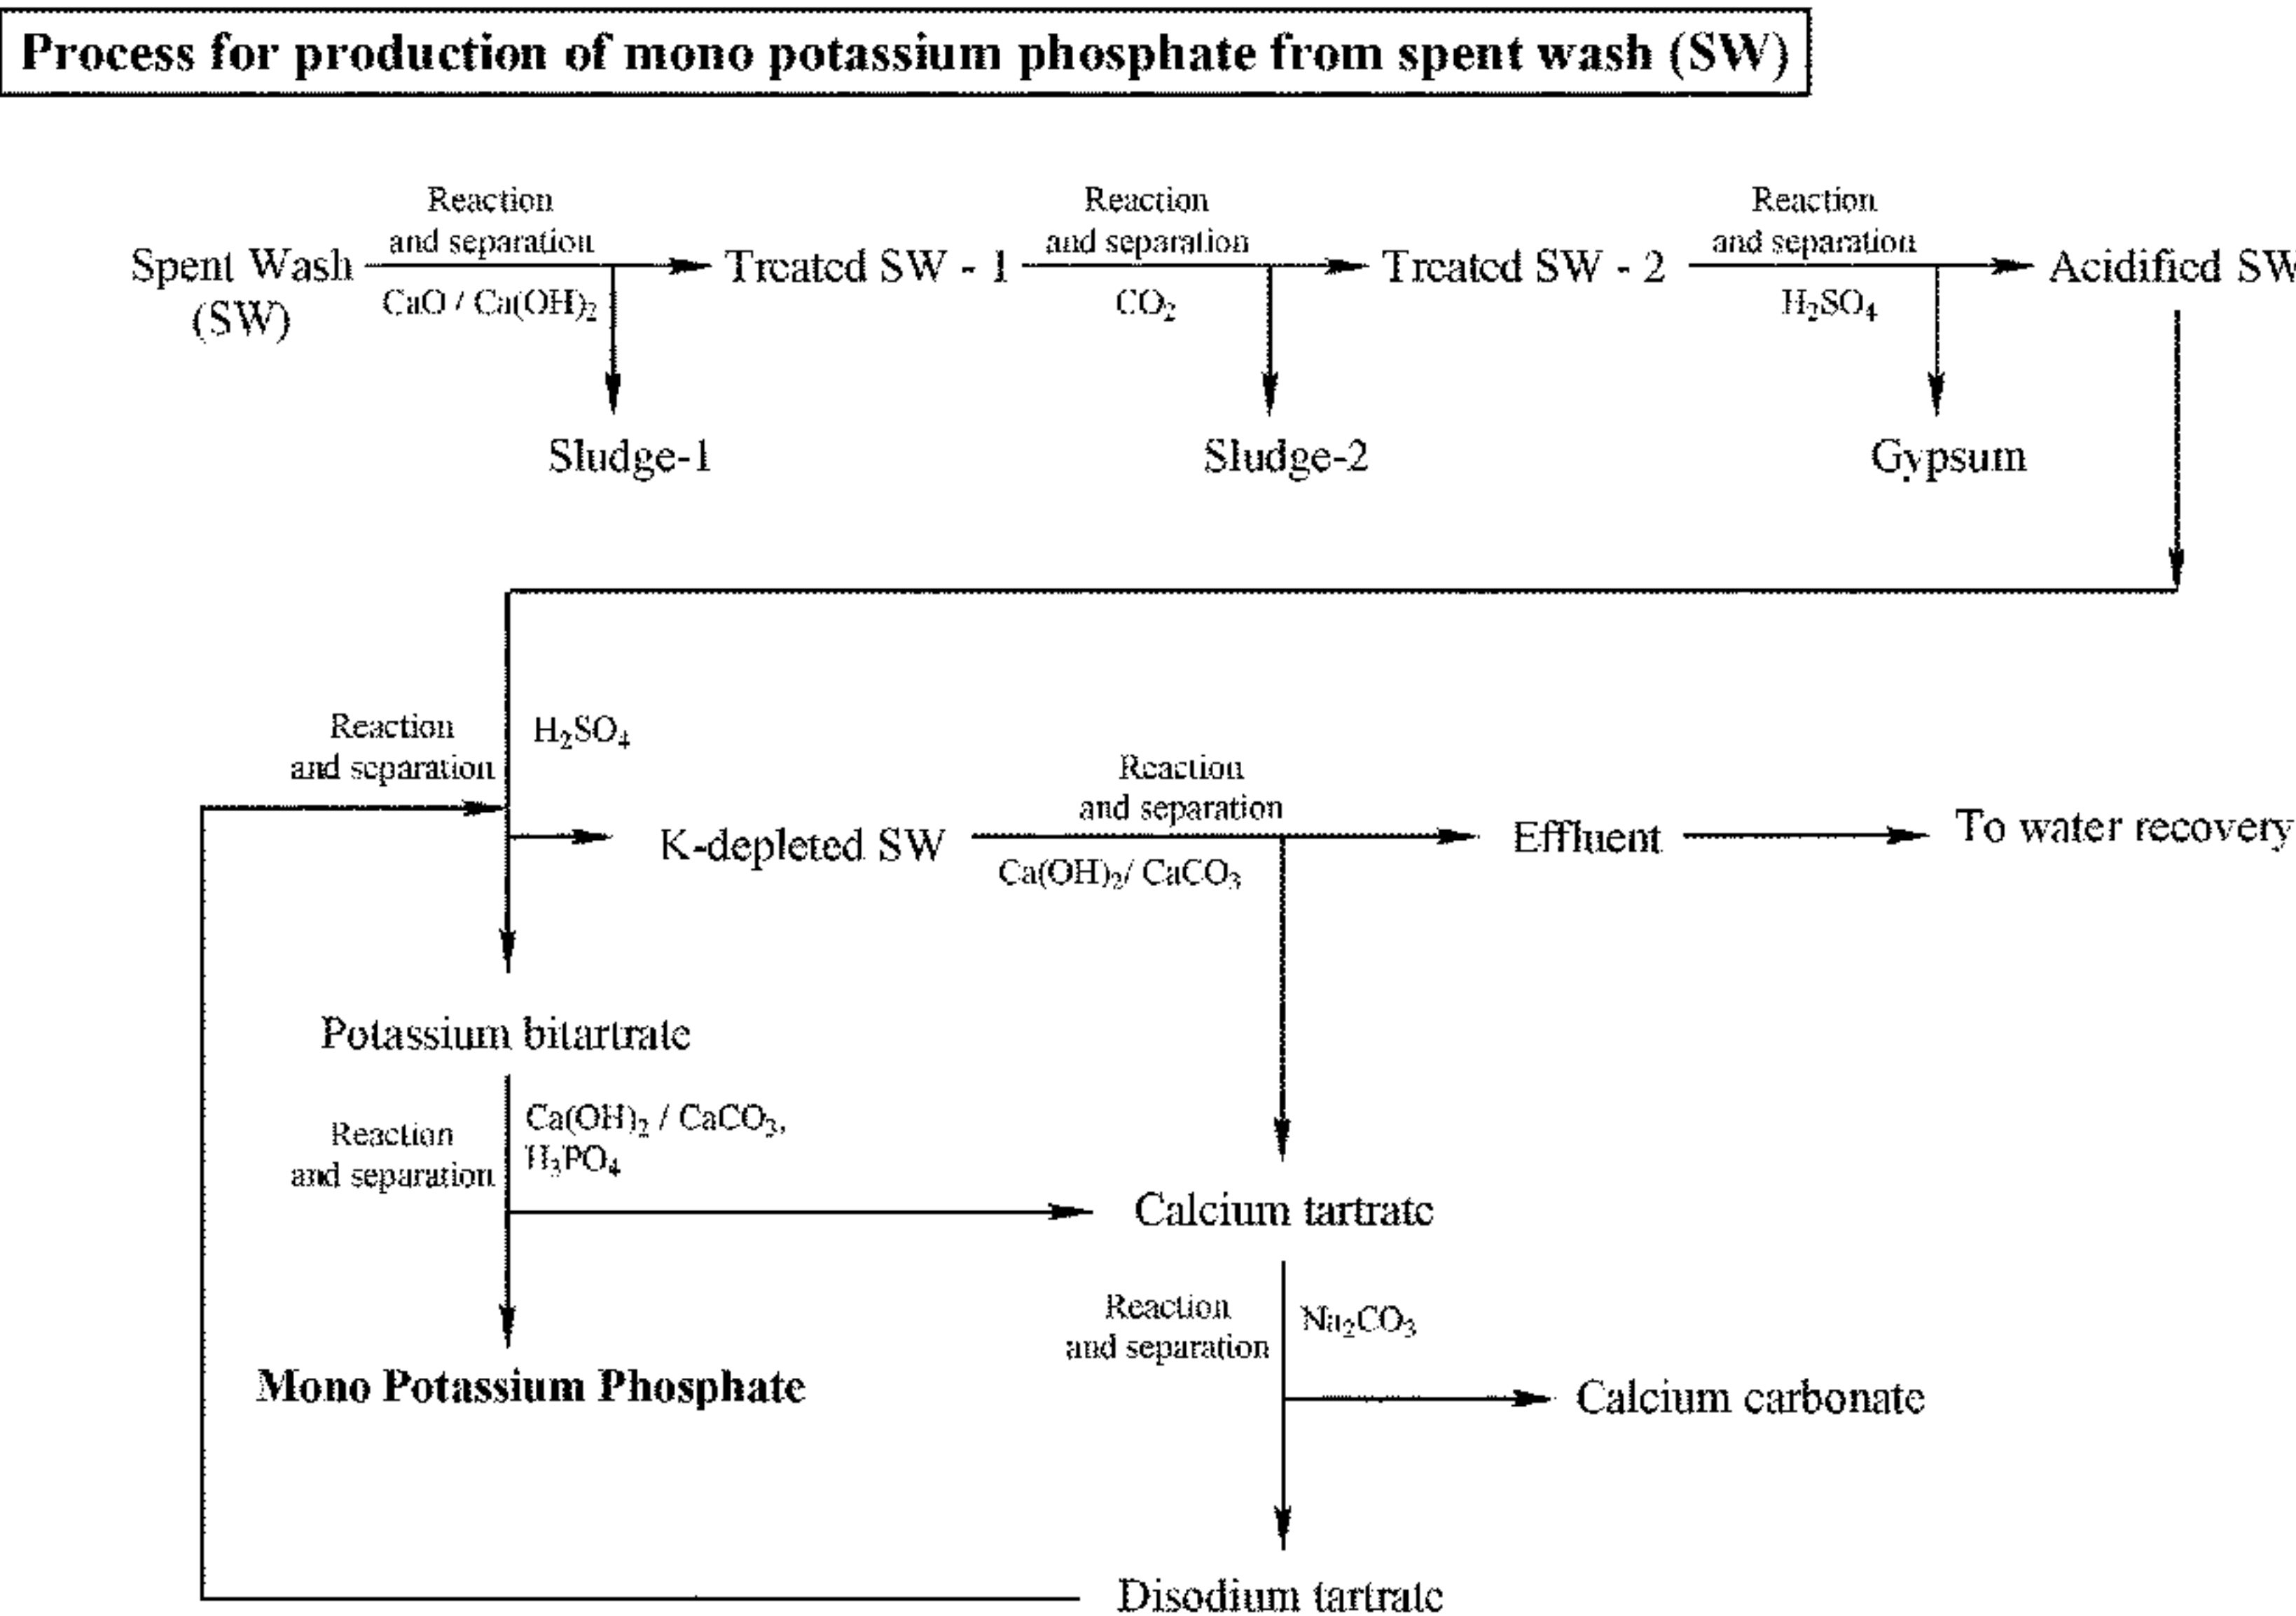 Process for production of mono potassium phosphate from spent wash (SW)
Reaction
and separation
Reaction
and separation
Reaction
and separation
Spent Wash
(SW)
CaO / Ca(OH)2
Treated SW - 1
CO2
Treated SW - 2
H2SO4
Acidified SW
Sludge-1
Sludge-2
Gypsum
Reaction
and separation
H2SO4
Reaction
and separation
K-depleted SW
Ca(OH)2/ CaCO3
Effluent
To water recovery
Potassium bitartrate
Reaction
and separation
Ca(OH)2 / CaCO3,
H3PO4
Calcium tartrate
Reaction
and separation
Na2CO3
Mono Potassium Phosphate
Calcium carbonate
Disodium tartrate